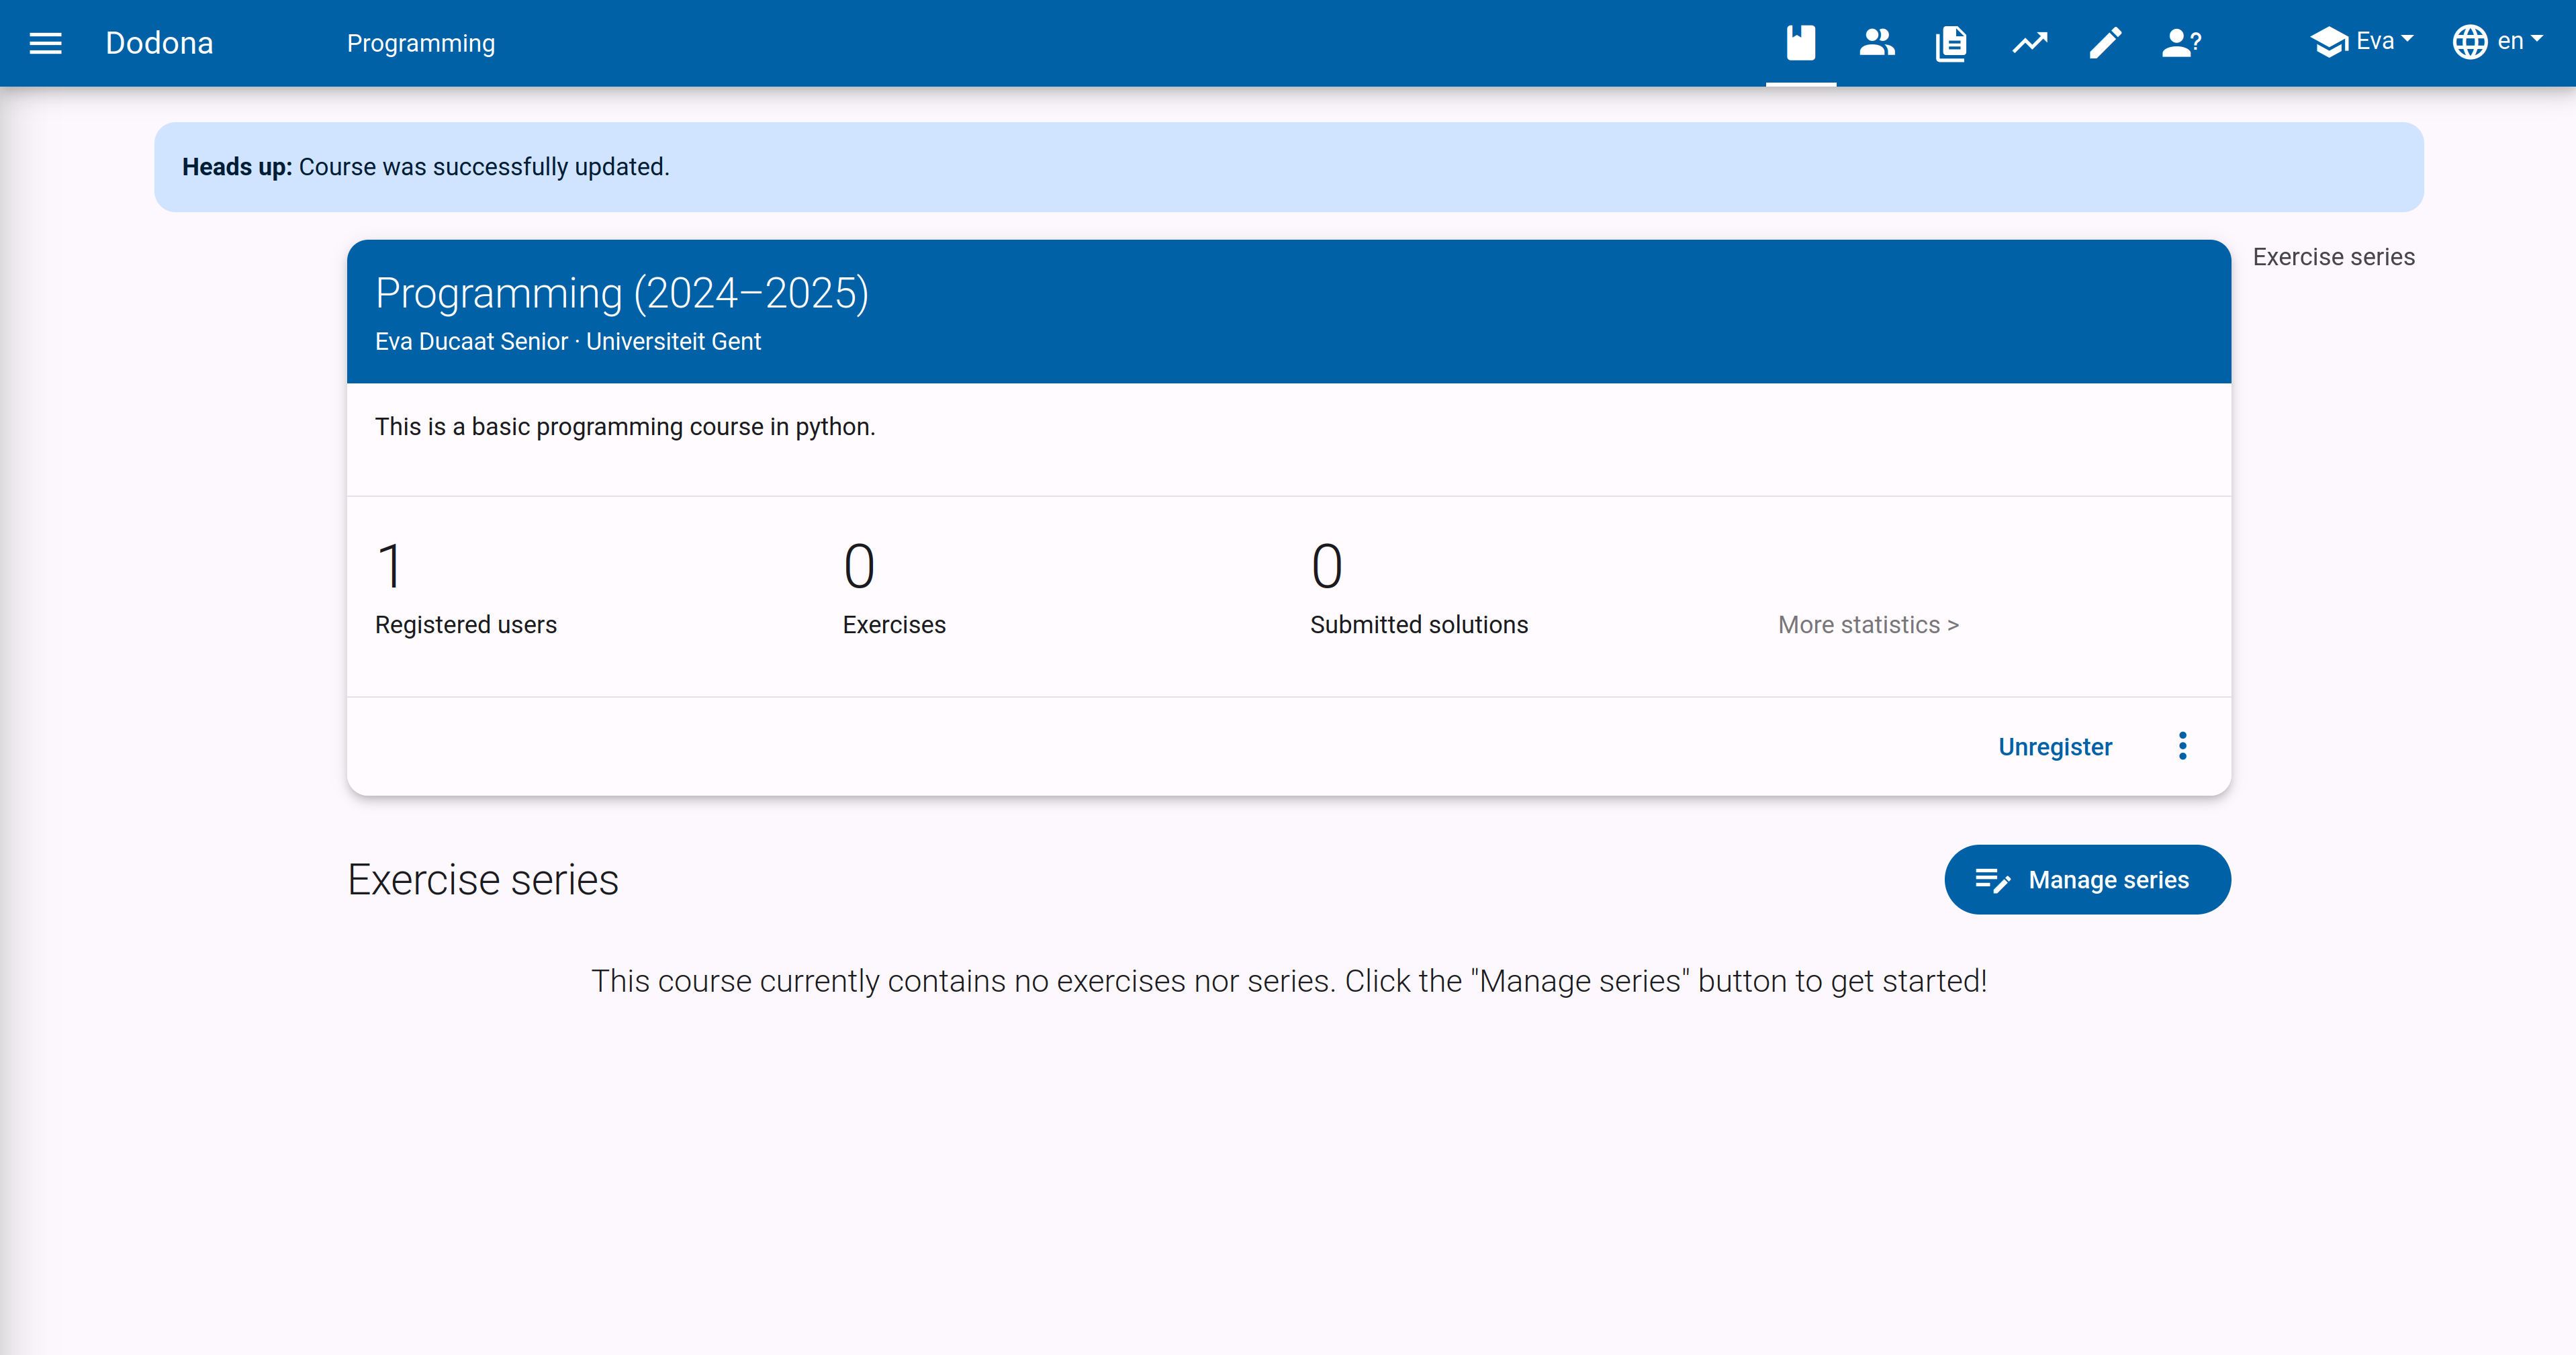 Dodona
Programming
Eva
en
Heads up: Course was successfully updated.
Programming (2024–2025)
Eva Ducaat Senior · Universiteit Gent
Exercise series
This is a basic programming course in python.
1
Registered users
0
Exercises
0
Submitted solutions
More statistics >
Unregister
Exercise series
Manage series
This course currently contains no exercises nor series. Click the "Manage series" button to get started!